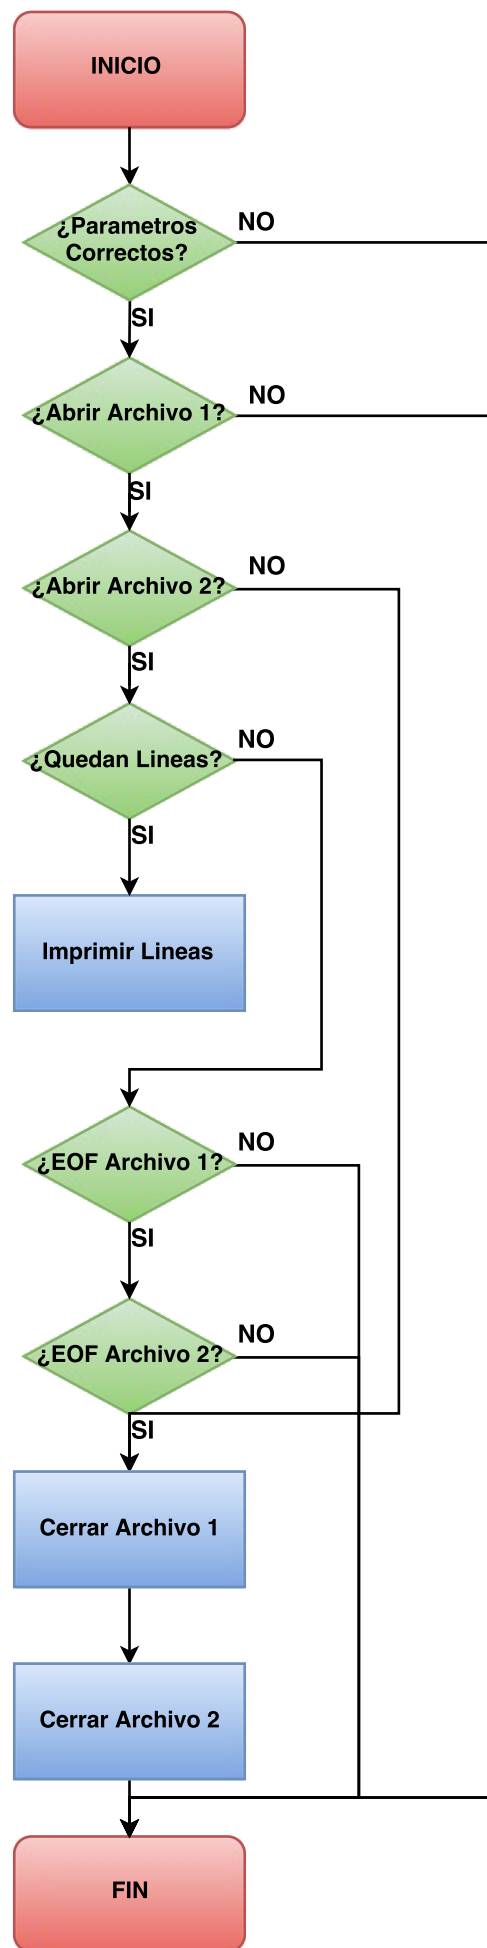 INICIO
¿Parametros
Correctos?
NO
SI
¿Abrir Archivo 1?
NO
SI
¿Abrir Archivo 2?
NO
SI
¿Quedan Lineas?
NO
SI
Imprimir Lineas
¿EOF Archivo 1?
NO
SI
¿EOF Archivo 2?
NO
SI
Cerrar Archivo 1
Cerrar Archivo 2
FIN